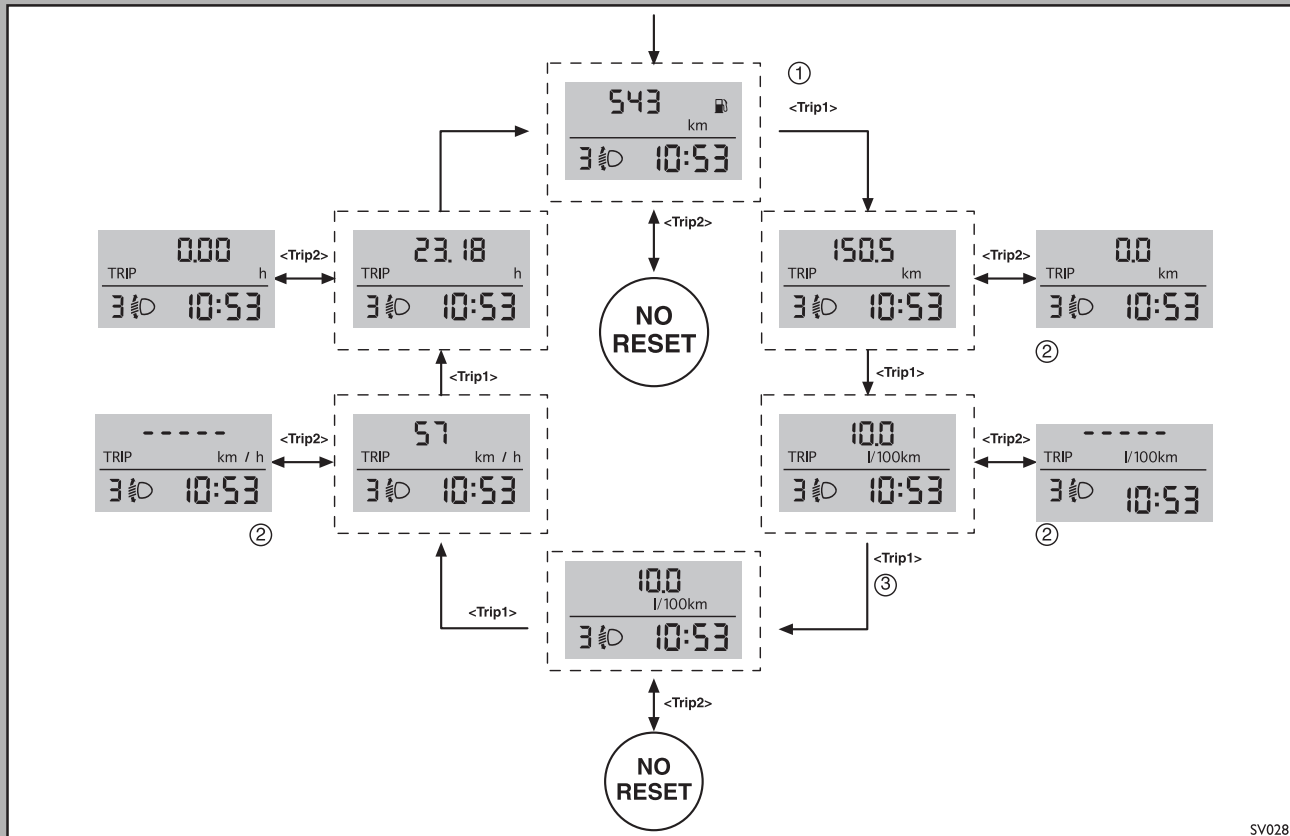 543
km
3 10:53
①
<Trip1>
<Trip2>
NO
RESET
0.00
TRIP h
3 10:53
<Trip2>
23.18
TRIP h
3 10:53
150.5
TRIP km
3 10:53
<Trip2>
0.0
TRIP km
3 10:53
②
<Trip1>
<Trip1>
- - - - -
TRIP km / h
3 10:53
②
<Trip2>
57
TRIP km / h
3 10:53
10.0
TRIP l/100km
3 10:53
<Trip2>
- - - - -
TRIP l/100km
3 10:53
②
<Trip1>
③
<Trip1>
10.0
l/100km
3 10:53
<Trip2>
NO
RESET
SV028